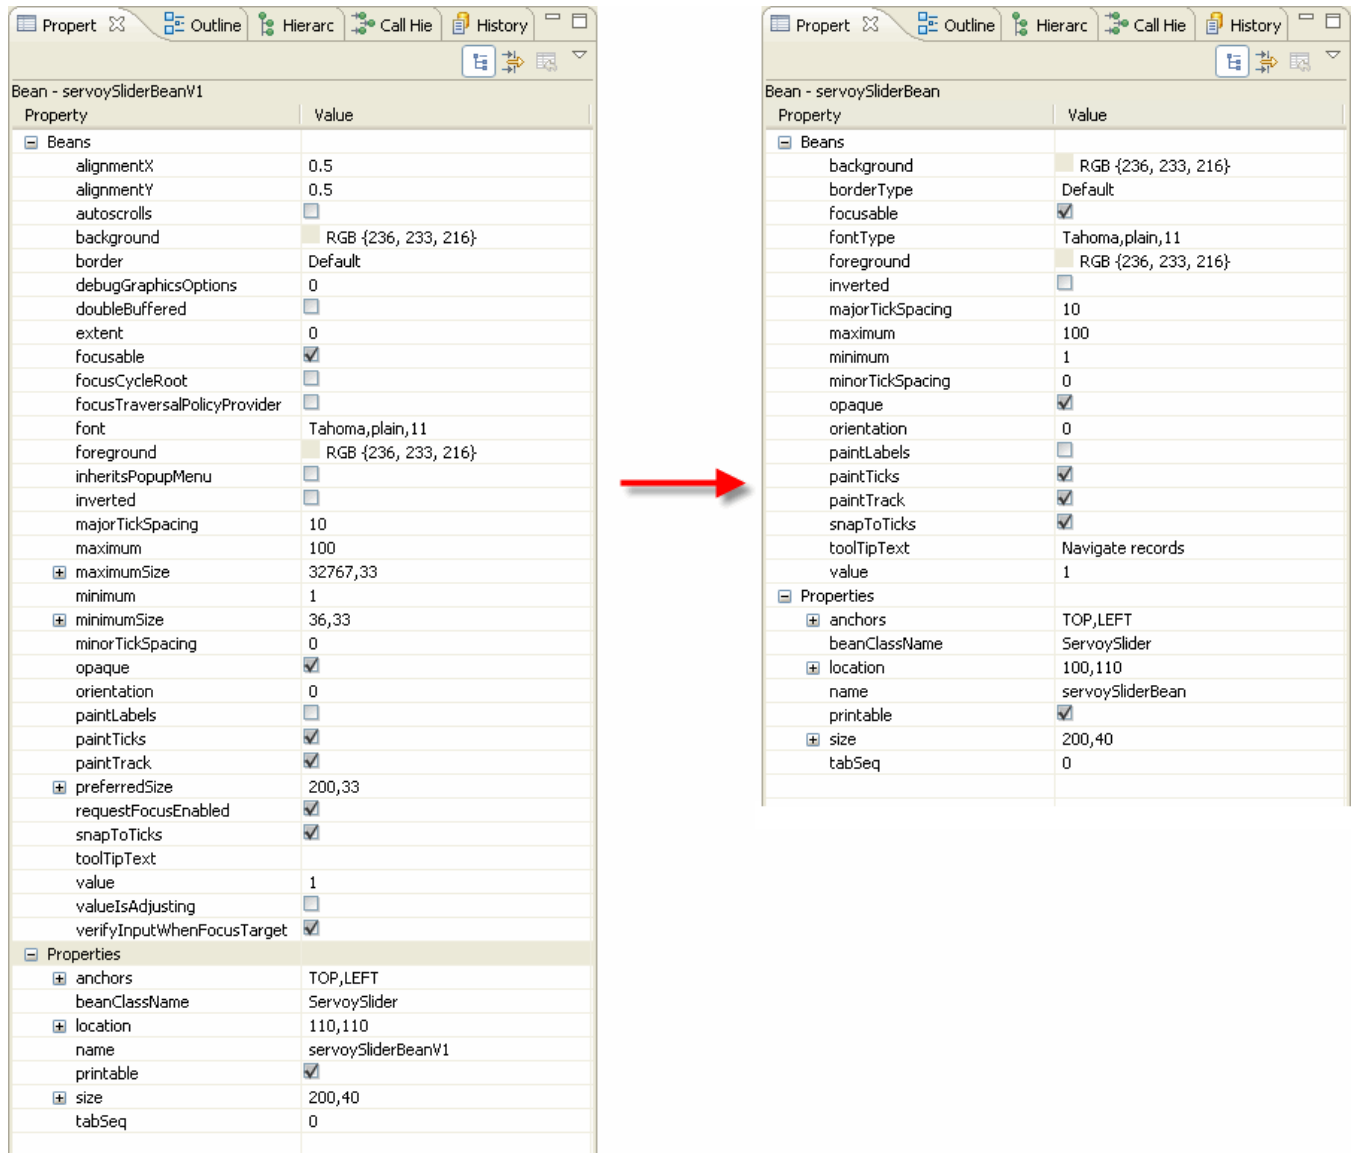 Propert Outline Hierarc Call Hie History
Bean - servoySliderBeanV1
Property Value
Beans
alignmentX 0.5
alignmentY 0.5
autoscrolls
background RGB {236, 233, 216}
border Default
debugGraphicsOptions 0
doubleBuffered
extent 0
focusable
focusCycleRoot
focusTraversalPolicyProvider
font Tahoma,plain,11
foreground RGB {236, 233, 216}
inheritsPopupMenu
inverted
majorTickSpacing 10
maximum 100
maximumSize 32767,33
minimum 1
minimumSize 36,33
minorTickSpacing 0
opaque
orientation 0
paintLabels
paintTicks
paintTrack
preferredSize 200,33
requestFocusEnabled
snapToTicks
toolTipText
value 1
valueIsAdjusting
verifyInputWhenFocusTarget
Properties
anchors TOP,LEFT
beanClassName ServoySlider
location 110,110
name servoySliderBeanV1
printable
size 200,40
tabSeq 0
Propert Outline Hierarc Call Hie History
Bean - servoySliderBean
Property Value
Beans
background RGB {236, 233, 216}
borderType Default
focusable
fontType Tahoma,plain,11
foreground RGB {236, 233, 216}
inverted
majorTickSpacing 10
maximum 100
minimum 1
minorTickSpacing 0
opaque
orientation 0
paintLabels
paintTicks
paintTrack
snapToTicks
toolTipText Navigate records
value 1
Properties
anchors TOP,LEFT
beanClassName ServoySlider
location 100,110
name servoySliderBean
printable
size 200,40
tabSeq 0